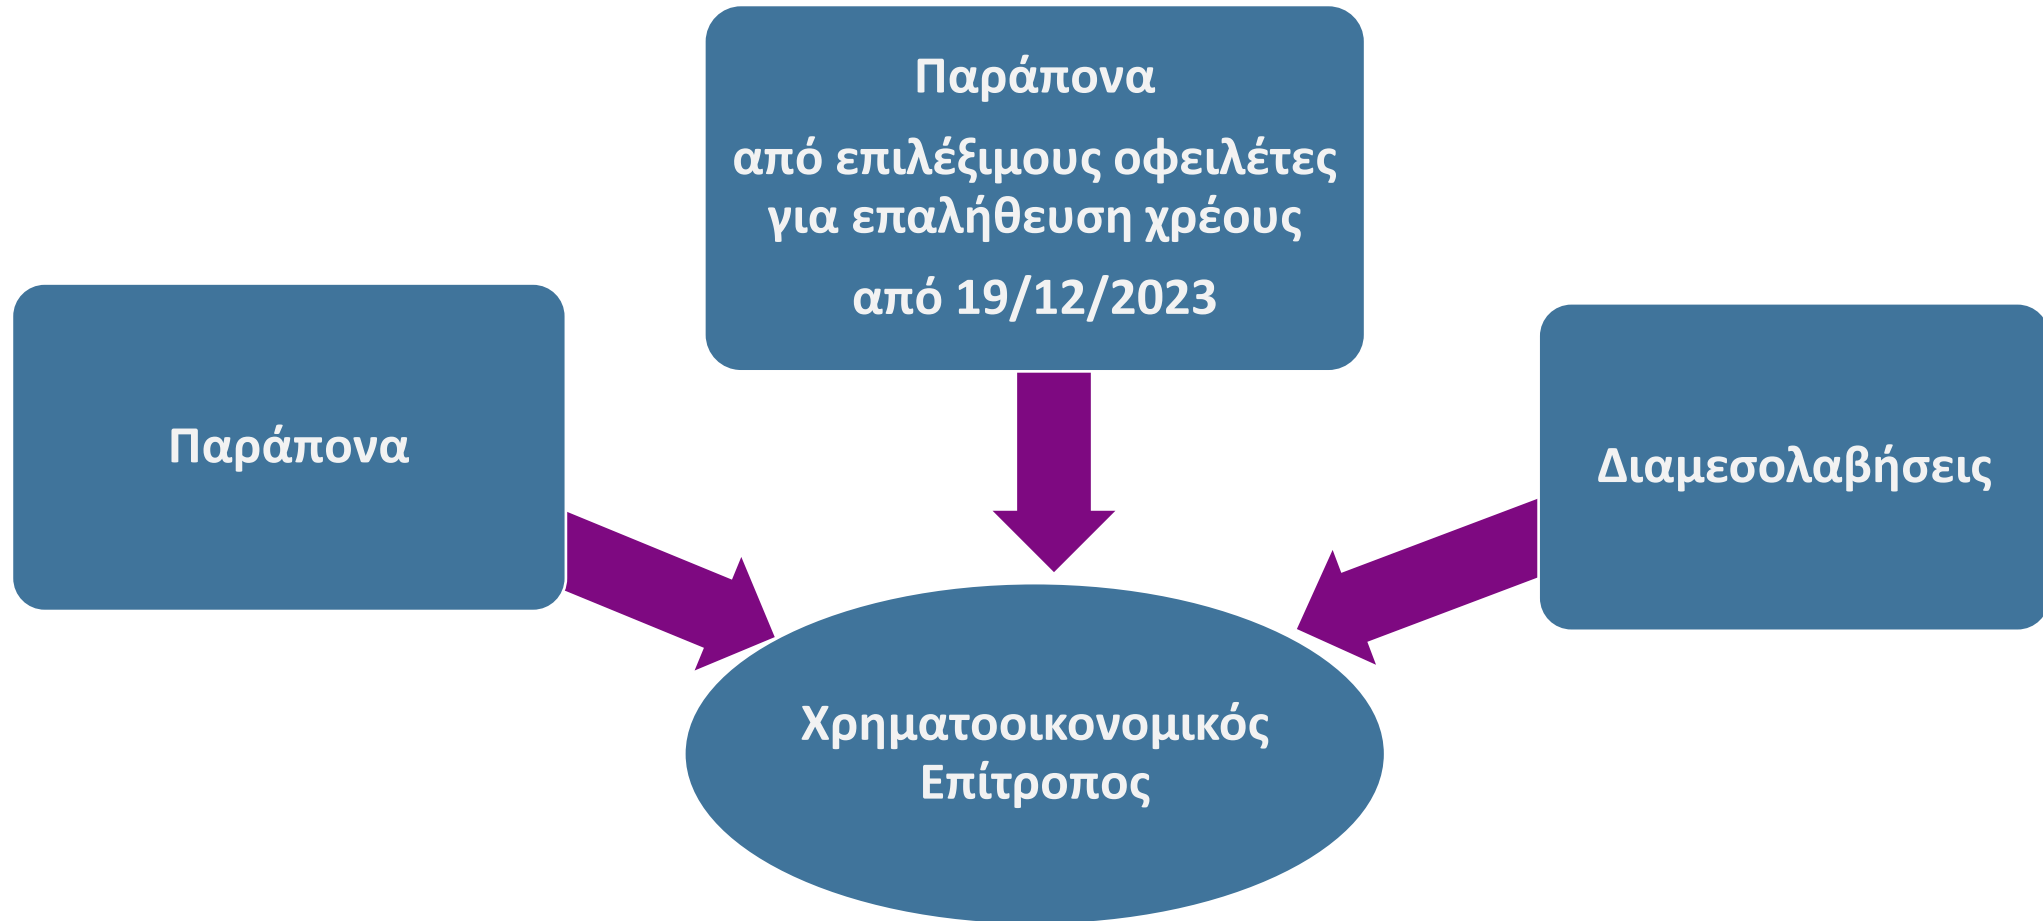 Παράπονα
από επιλέξιμους οφειλέτες
για επαλήθευση χρέους
από 19/12/2023
Παράπονα
Διαμεσολαβήσεις
Χρηματοοικονομικός
Επίτροπος